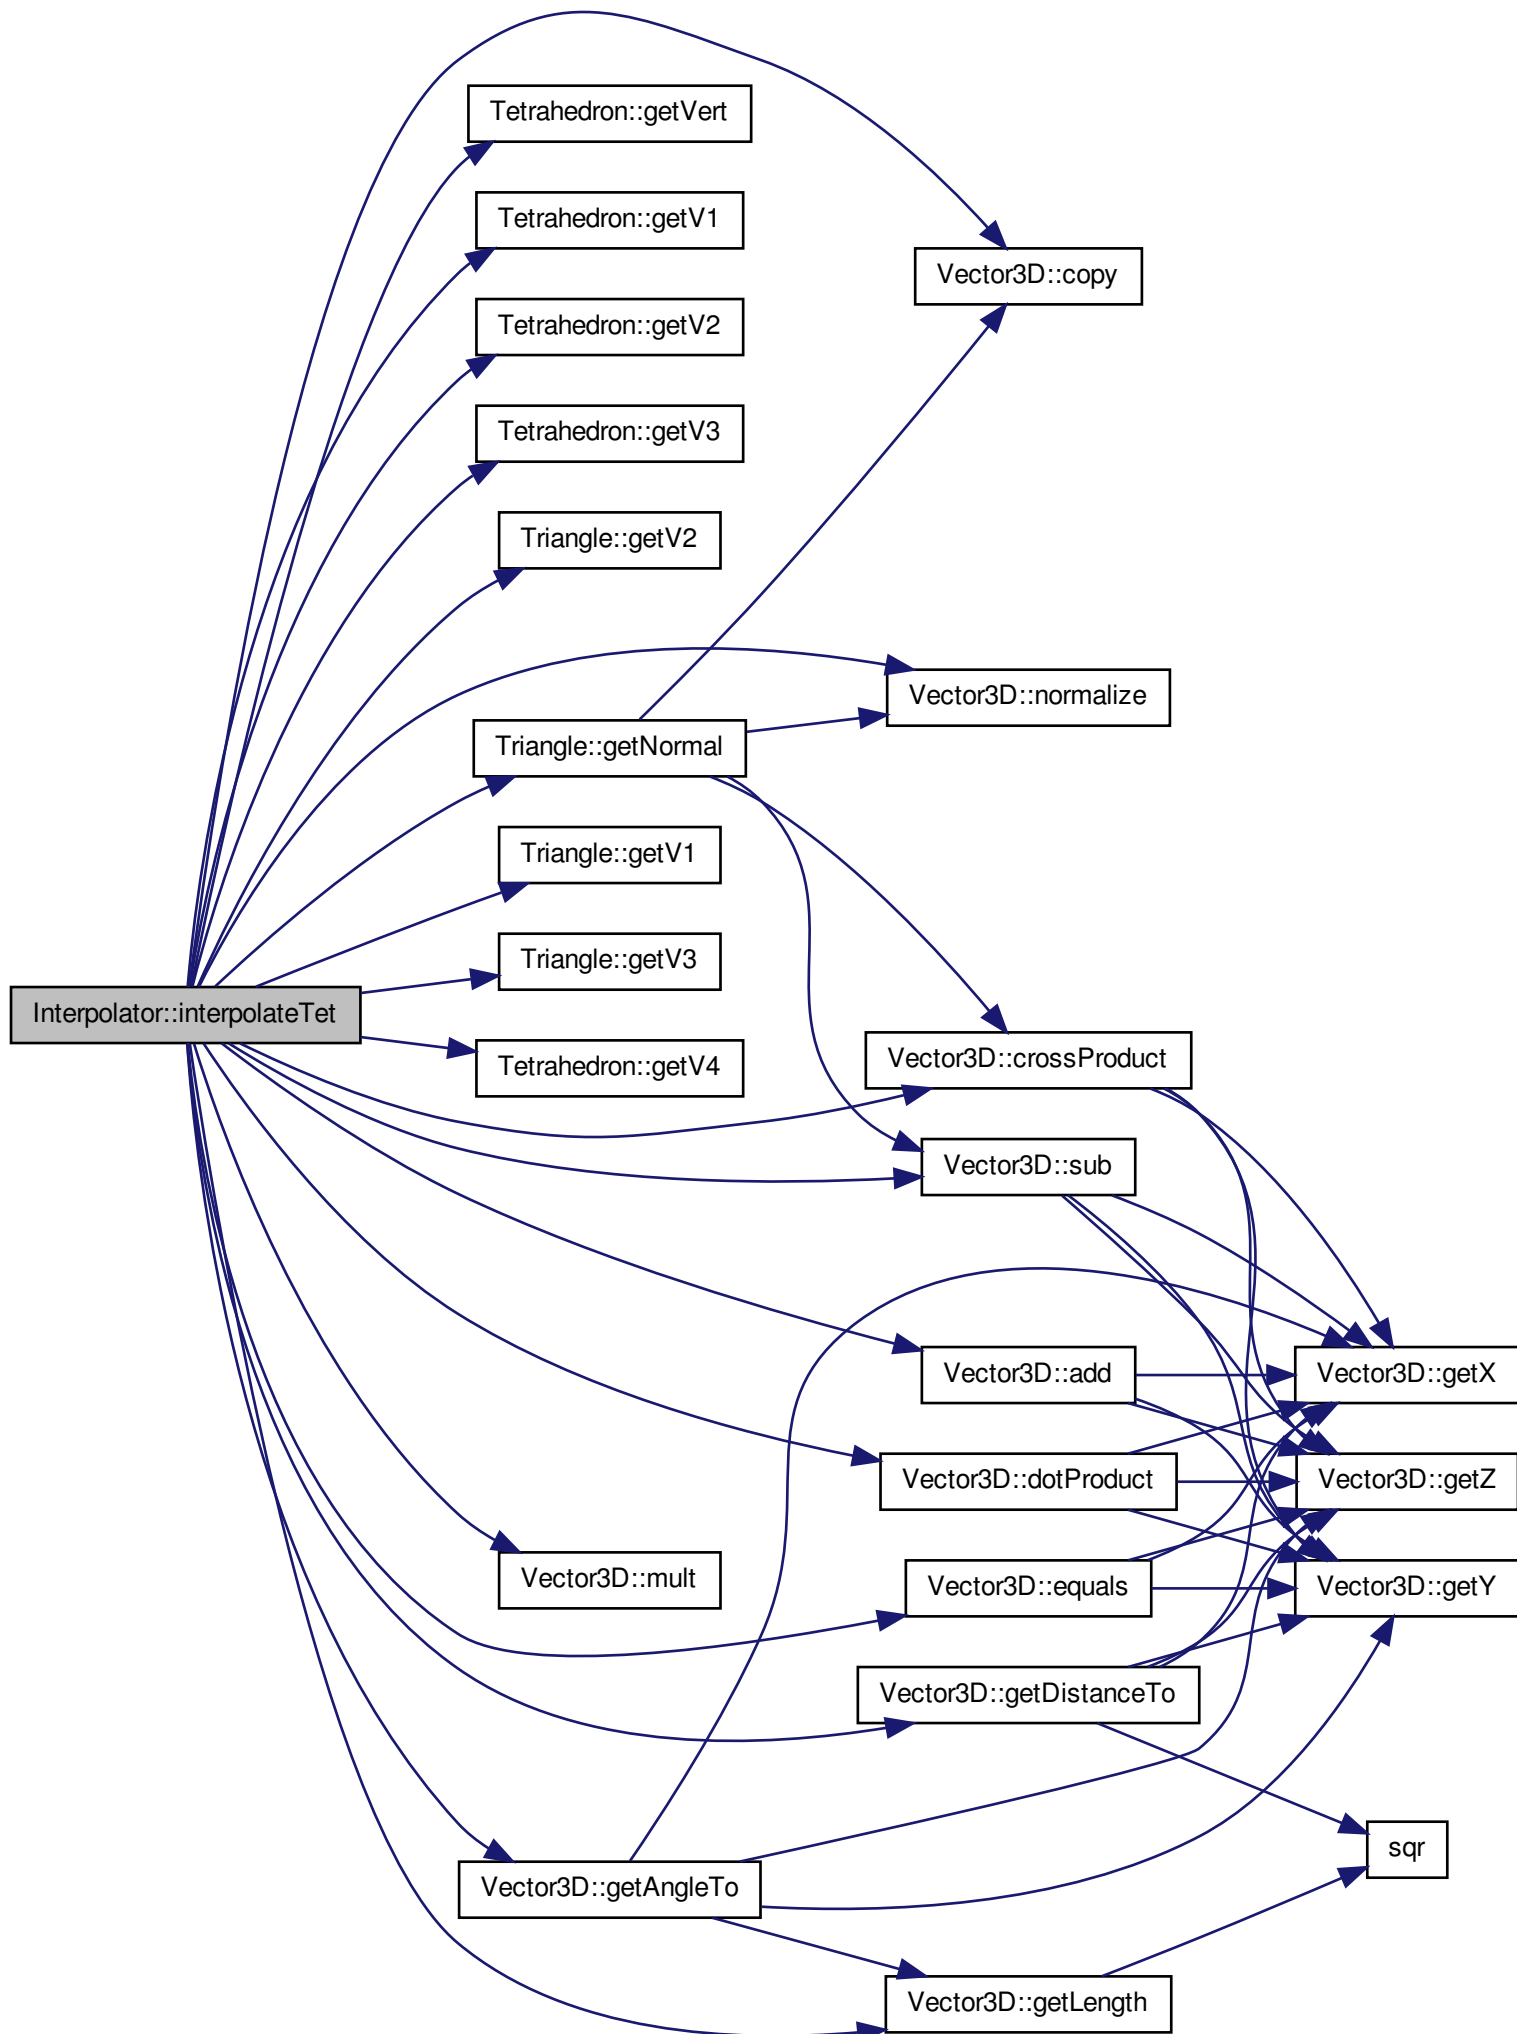 Tetrahedron::getVert
Tetrahedron::getV1
Vector3D::copy
Tetrahedron::getV2
Tetrahedron::getV3
Triangle::getV2
Vector3D::normalize
Triangle::getNormal
Triangle::getV1
Triangle::getV3
Interpolator::interpolateTet
Vector3D::crossProduct
Tetrahedron::getV4
Vector3D::sub
Vector3D::add
Vector3D::getX
Vector3D::dotProduct
Vector3D::getZ
Vector3D::mult
Vector3D::equals
Vector3D::getY
Vector3D::getDistanceTo
sqr
Vector3D::getAngleTo
Vector3D::getLength